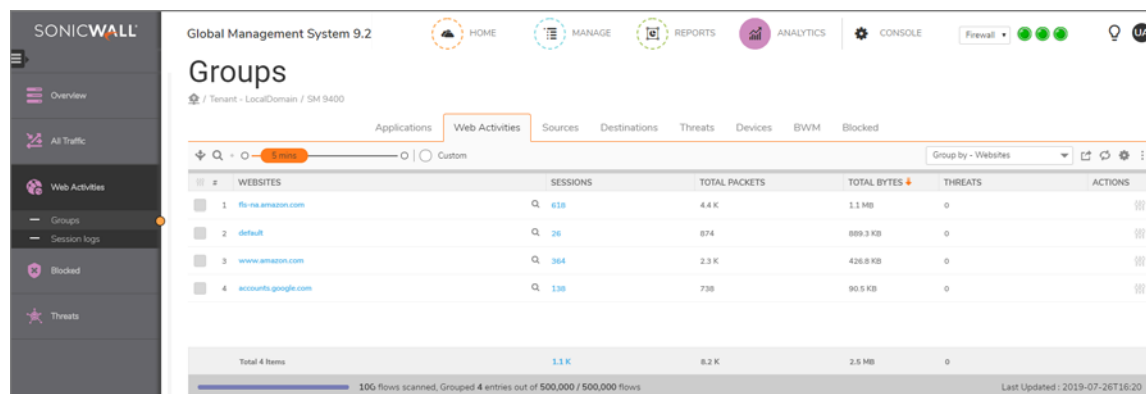 SONICWALL
Global Management System 9.2
HOME
MANAGE
REPORTS
ANALYTICS
CONSOLE
Firewall
UA
Groups
/ Tenant - LocalDomain / SM 9400
Overview
All Traffic
Web Activities
Groups
Session logs
Blocked
Threats
Applications Web Activities Sources Destinations Threats Devices BWM Blocked
5 mins Custom Group by - Websites
# WEBSITES SESSIONS TOTAL PACKETS TOTAL BYTES THREATS ACTIONS
1 fls-na.amazon.com 618 4.4 K 1.1 MB 0
2 default 26 874 889.3 KB 0
3 www.amazon.com 364 2.3 K 426.8 KB 0
4 accounts.google.com 138 738 90.5 KB 0
Total 4 Items 1.1 K 8.2 K 2.5 MB 0
10G flows scanned, Grouped 4 entries out of 500,000 / 500,000 flows Last Updated : 2019-07-26T16:20